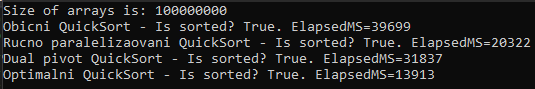 Size of arrays is: 100000000
Obicni QuickSort - Is sorted? True. ElapsedMS=39699
Rucno paralelizaovani QuickSort - Is sorted? True. ElapsedMS=20322
Dual pivot QuickSort - Is sorted? True. ElapsedMS=31837
Optimalni QuickSort - Is sorted? True. ElapsedMS=13913